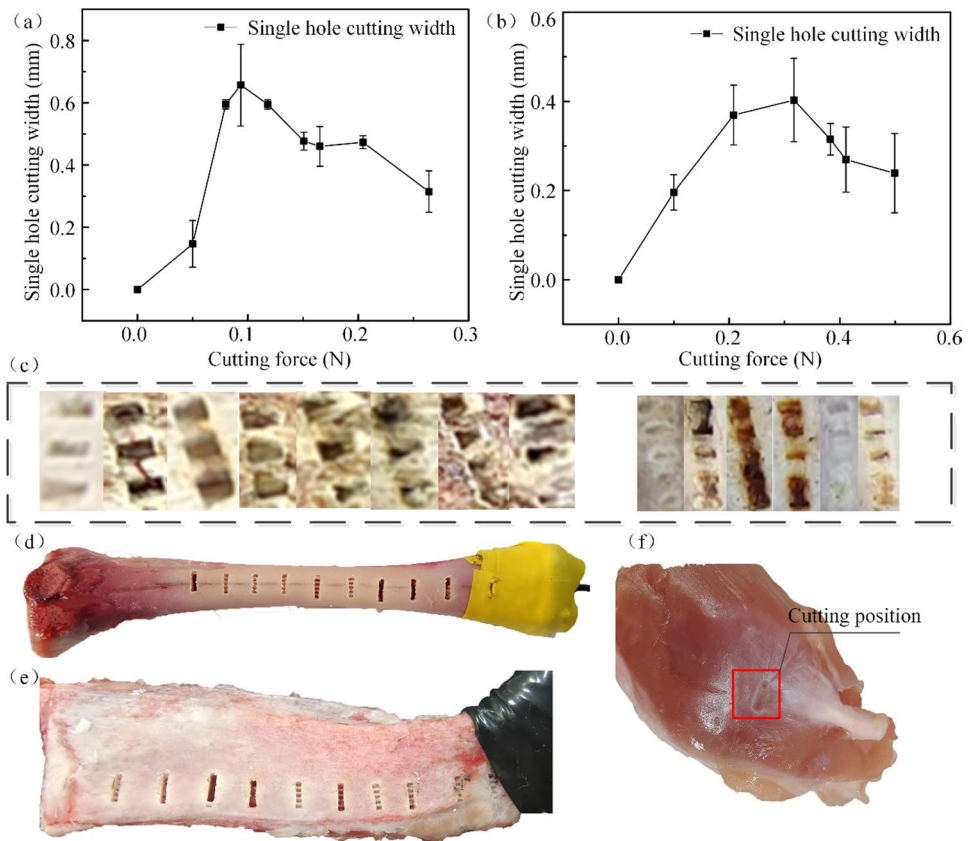 (a)
Single hole cutting width
Single hole cutting width (mm)
0.8
0.6
0.4
0.2
0.0
0.0 0.1 0.2 0.3
Cutting force (N)
(b)
Single hole cutting width
Single hole cutting width (mm)
0.6
0.4
0.2
0.0
0.0 0.2 0.4 0.6
Cutting force (N)
(c)
(d)
(e)
(f)
Cutting position